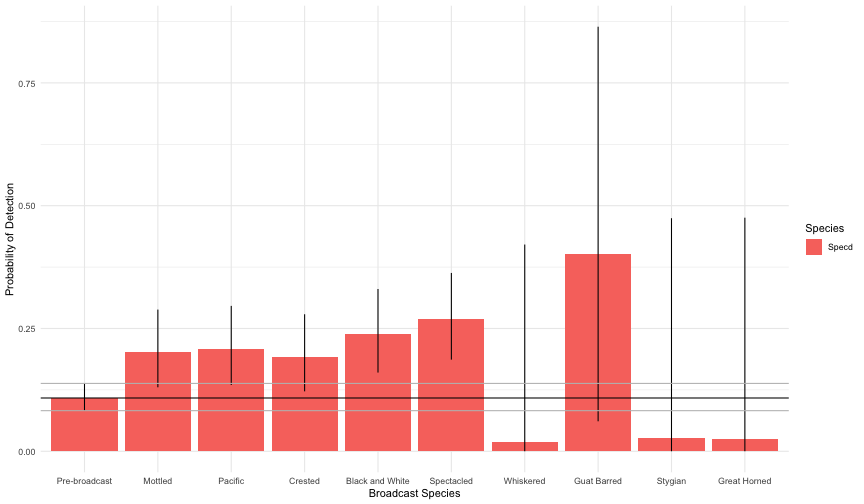 Probability of Detection
0.75
0.50
0.25
0.00
Pre-broadcast Mottled Pacific Crested Black and White Spectacled Whiskered Guat Barred Stygian Great Horned
Broadcast Species
Species
Specd